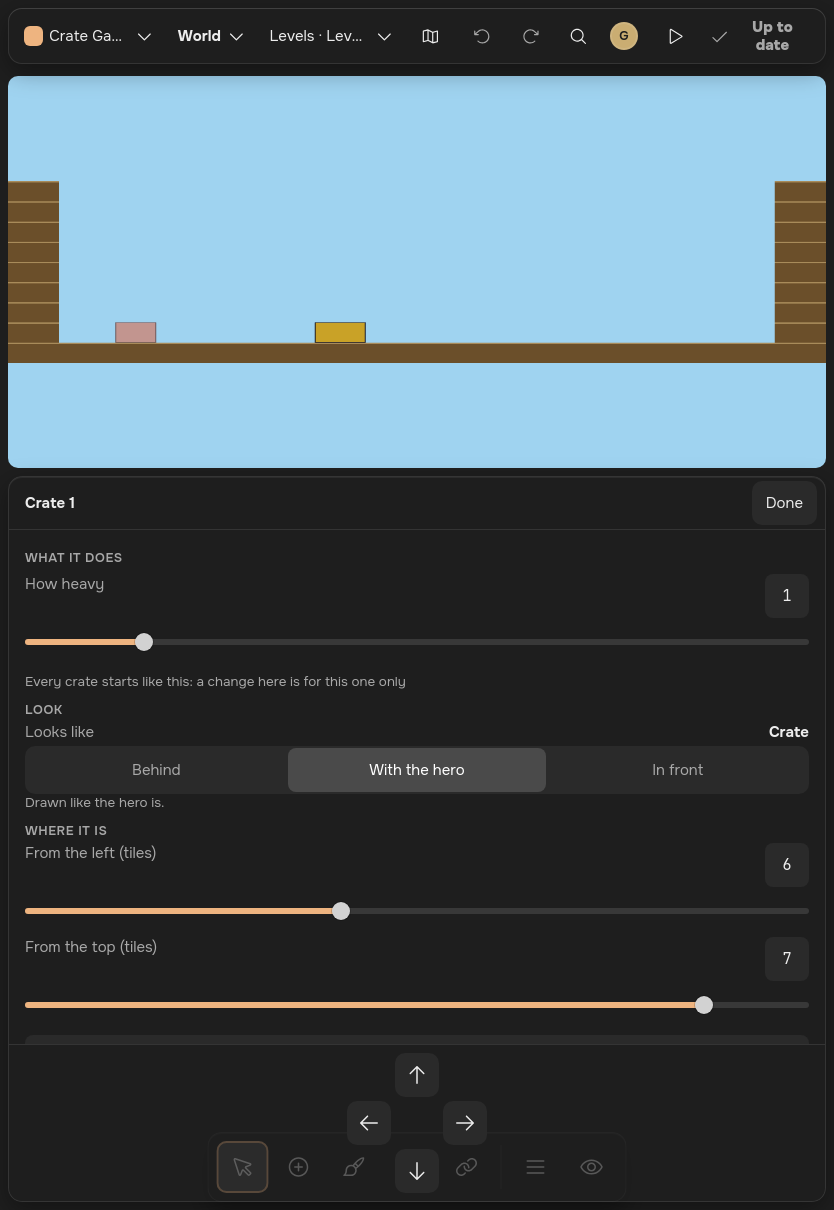 Crate Ga...
World
Levels · Lev...
G
Up to
date
Crate 1
Done
WHAT IT DOES
How heavy
1
Every crate starts like this: a change here is for this one only
LOOK
Looks like
Crate
Behind
With the hero
In front
Drawn like the hero is.
WHERE IT IS
From the left (tiles)
6
From the top (tiles)
7